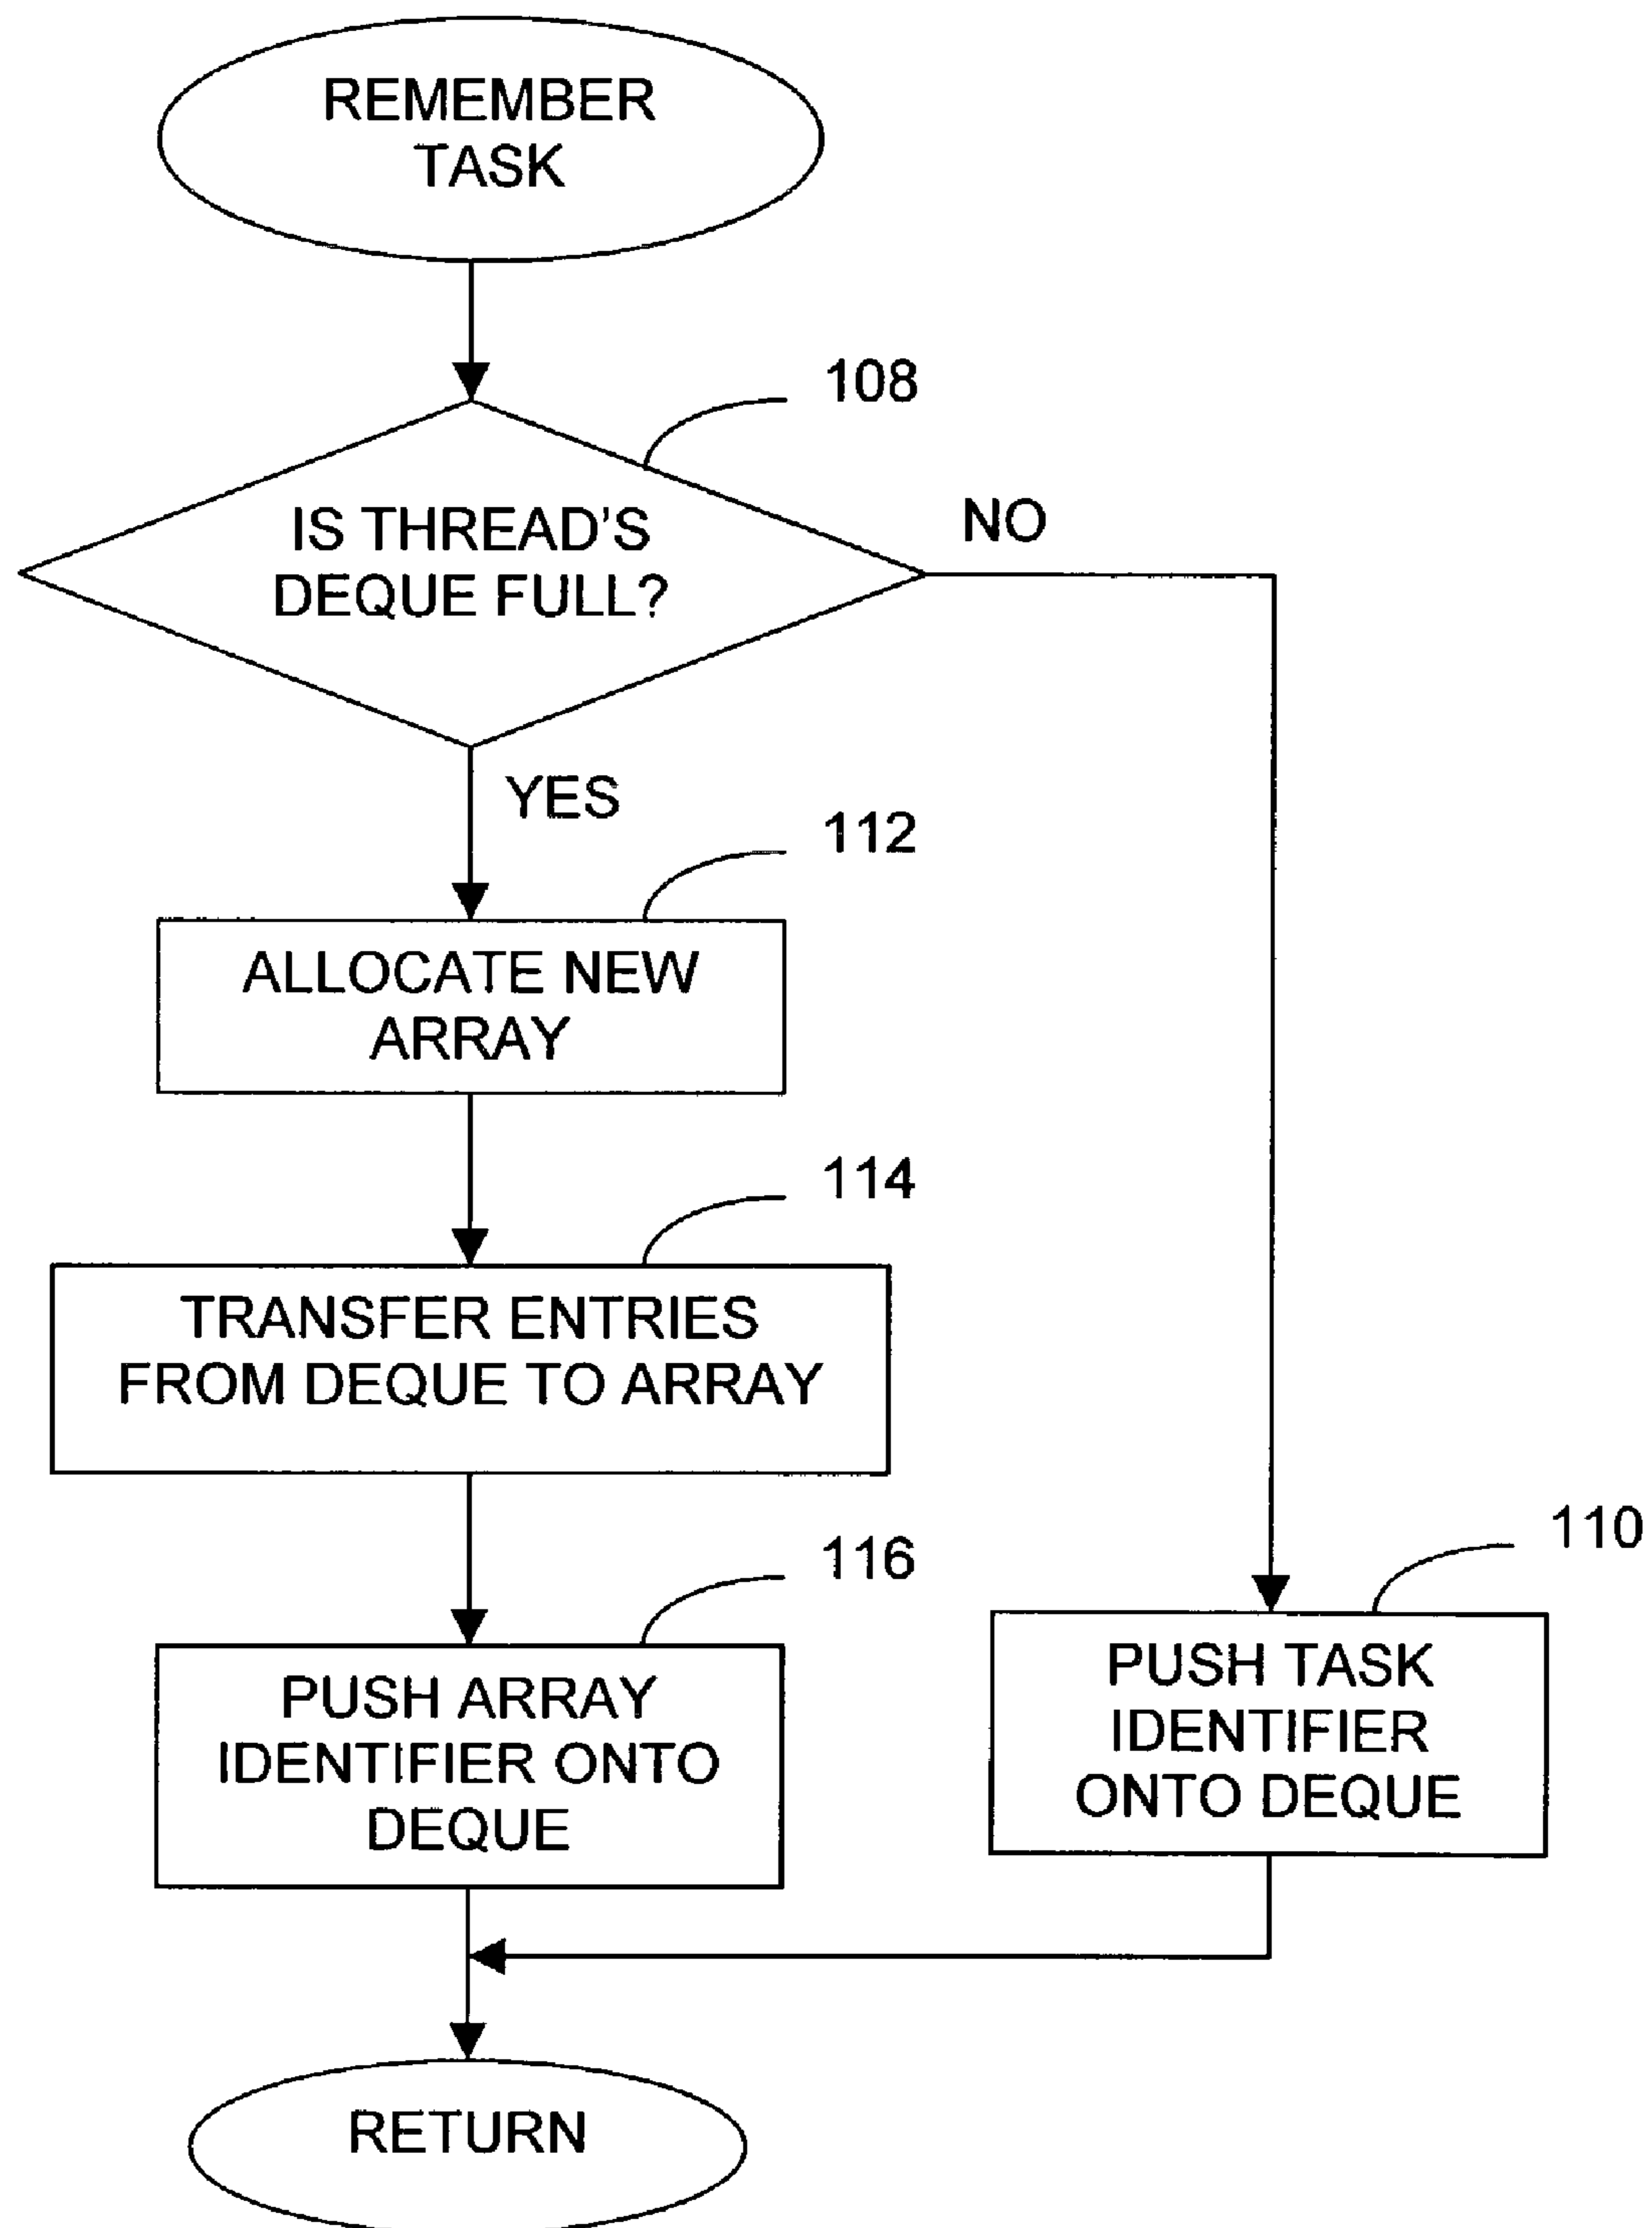 REMEMBER
TASK
108
IS THREAD'S
DEQUE FULL?
NO
YES
112
ALLOCATE NEW
ARRAY
114
TRANSFER ENTRIES
FROM DEQUE TO ARRAY
116
PUSH ARRAY
IDENTIFIER ONTO
DEQUE
110
PUSH TASK
IDENTIFIER
ONTO DEQUE
RETURN